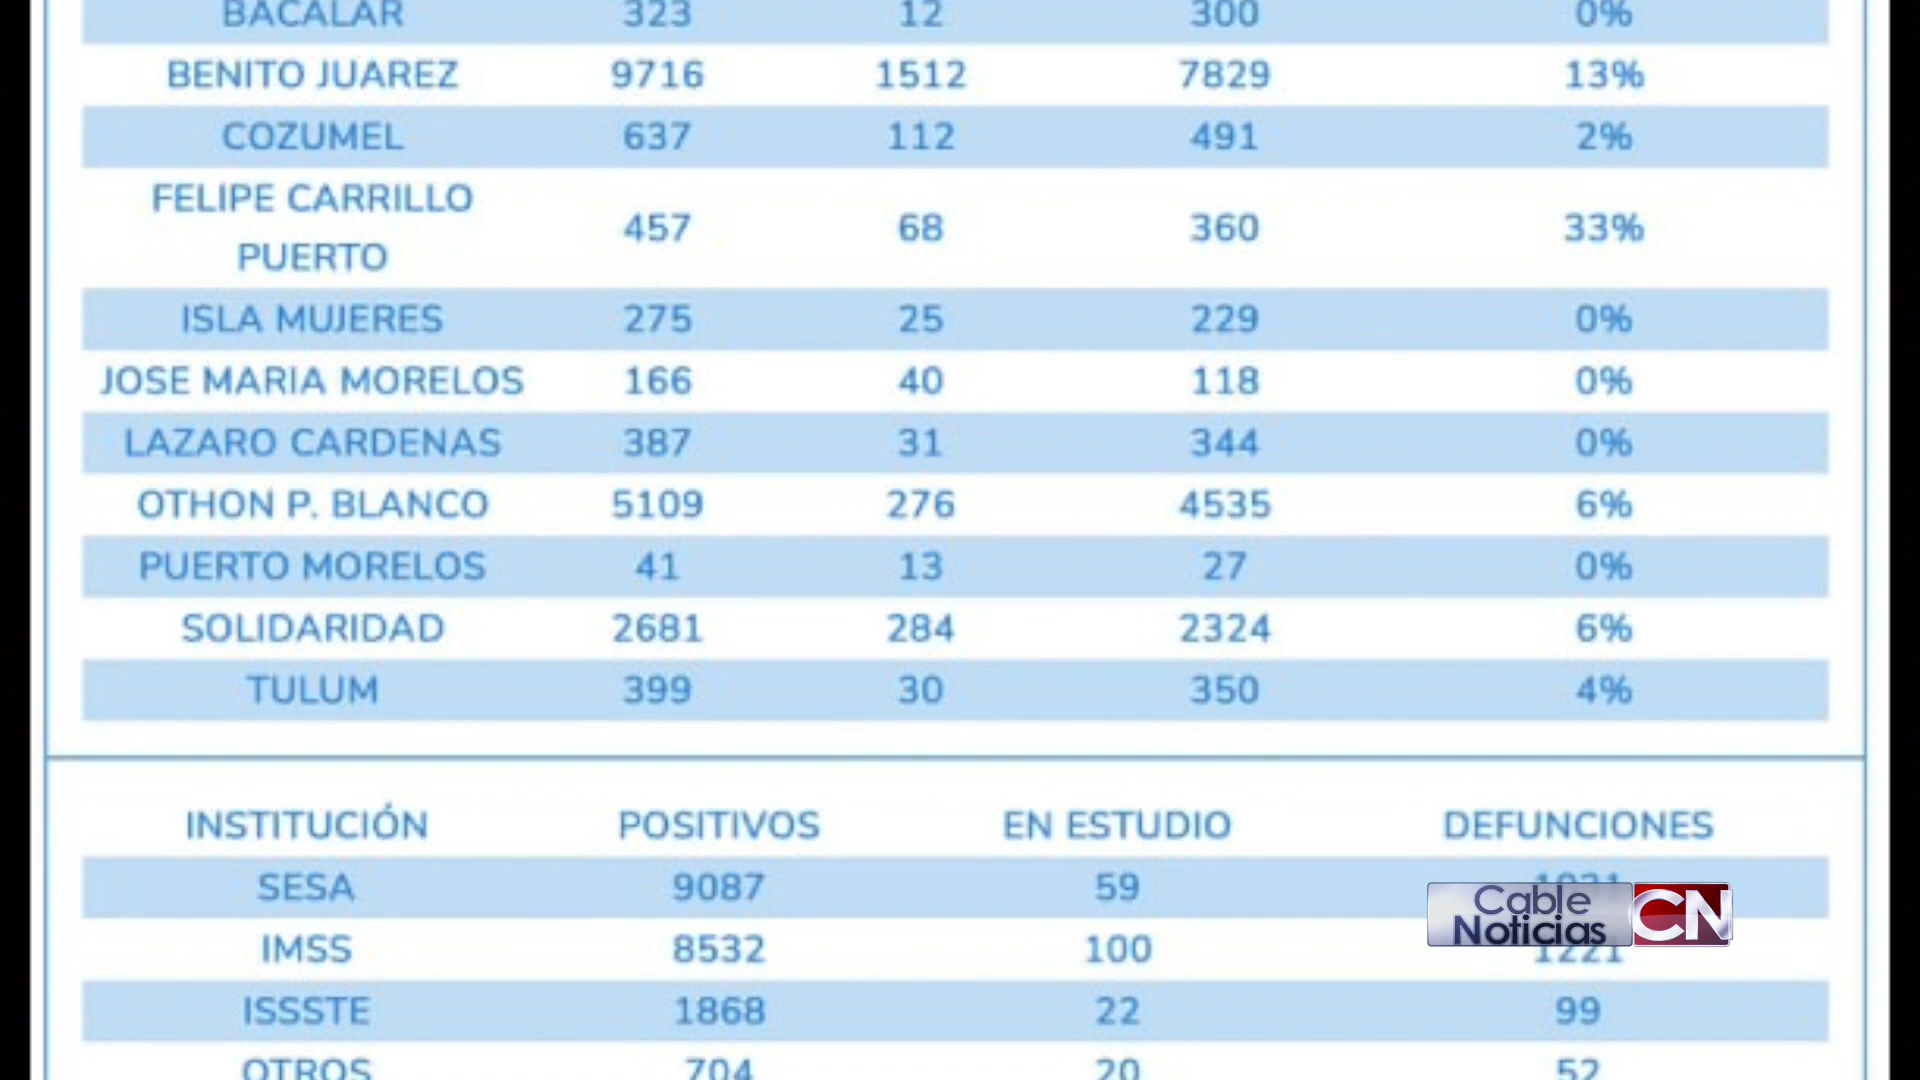 BACALAR 323 12 300 0%
BENITO JUAREZ 9716 1512 7829 13%
COZUMEL 637 112 491 2%
FELIPE CARRILLO
PUERTO 457 68 360 33%
ISLA MUJERES 275 25 229 0%
JOSE MARIA MORELOS 166 40 118 0%
LAZARO CARDENAS 387 31 344 0%
OTHON P. BLANCO 5109 276 4535 6%
PUERTO MORELOS 41 13 27 0%
SOLIDARIDAD 2681 284 2324 6%
TULUM 399 30 350 4%
INSTITUCIÓN POSITIVOS EN ESTUDIO DEFUNCIONES
SESA 9087 59
Cable
Noticias CN
IMSS 8532 100
ISSSTE 1868 22 99
OTROS 704 20 52